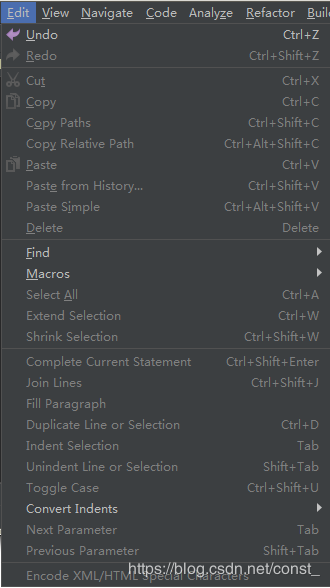 Edit View Navigate Code Analyze Refactor Buil
Undo Ctrl+Z
Redo Ctrl+Shift+Z
Cut Ctrl+X
Copy Ctrl+C
Copy Paths Ctrl+Shift+C
Copy Relative Path Ctrl+Alt+Shift+C
Paste Ctrl+V
Paste from History... Ctrl+Shift+V
Paste Simple Ctrl+Alt+Shift+V
Delete Delete
Find
Macros
Select All Ctrl+A
Extend Selection Ctrl+W
Shrink Selection Ctrl+Shift+W
Complete Current Statement Ctrl+Shift+Enter
Join Lines Ctrl+Shift+J
Fill Paragraph
Duplicate Line or Selection Ctrl+D
Indent Selection Tab
Unindent Line or Selection Shift+Tab
Toggle Case Ctrl+Shift+U
Convert Indents
Next Parameter Tab
Previous Parameter Shift+Tab
Encode XML/HTML Special Characters
https://blog.csdn.net/const_